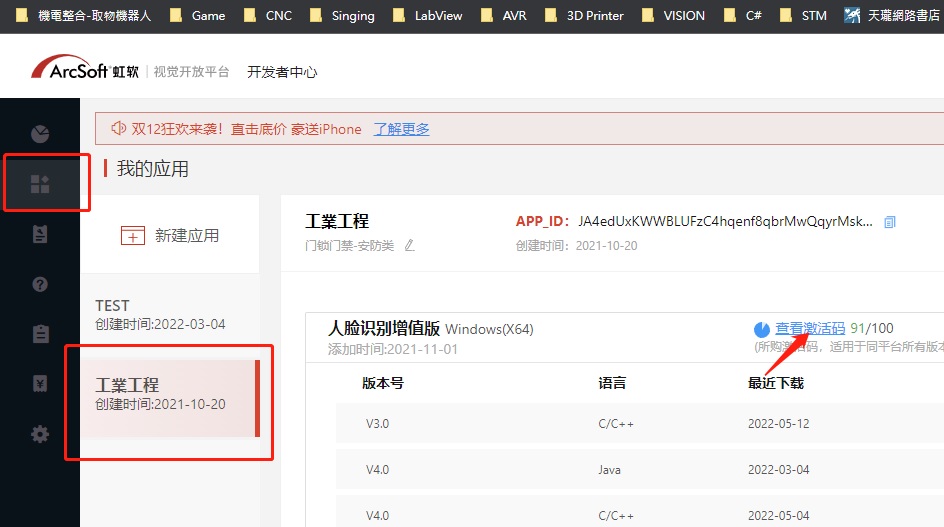 機電整合-取物機器人 Game CNC Singing LabView AVR 3D Printer VISION C# STM 天瓏網路書店
ArcSoft 虹软 视觉开放平台 开发者中心
双12狂欢来袭！直击底价 豪送iPhone 了解更多
我的应用
新建应用
TEST
创建时间:2022-03-04
工業工程
创建时间:2021-10-20
工業工程
门锁门禁-安防类
APP_ID： JA4edUxKWWBLUFzC4hqenf8qbrMwQqyrMsk...
创建时间：2021-10-20
人脸识别增值版 Windows(X64)
添加时间:2021-11-01
查看激活码 91/100
(所购激活码，适用于同平台所有版本
版本号 语言 最近下载
V3.0 C/C++ 2022-05-12
V4.0 Java 2022-03-04
V4.0 C/C++ 2022-05-04